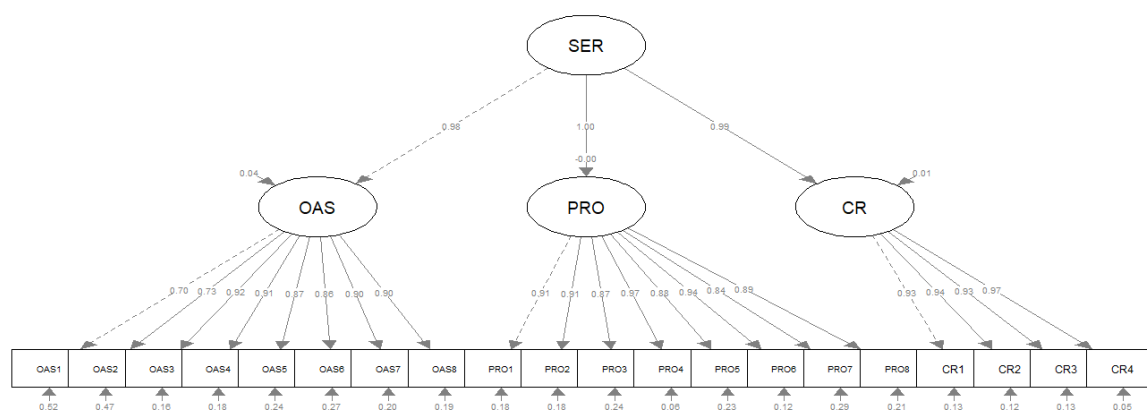 SER
0.98 1.00 0.99
-0.00
0.04 0.01
OAS PRO CR
0.70 0.73 0.92 0.91 0.87 0.86 0.90 0.90 0.91 0.91 0.87 0.97 0.88 0.94 0.84 0.89 0.93 0.94 0.93 0.97
OAS1 OAS2 OAS3 OAS4 OAS5 OAS6 OAS7 OAS8 PRO1 PRO2 PRO3 PRO4 PRO5 PRO6 PRO7 PRO8 CR1 CR2 CR3 CR4
0.52 0.47 0.16 0.18 0.24 0.27 0.20 0.19 0.18 0.18 0.24 0.06 0.23 0.12 0.29 0.21 0.13 0.12 0.13 0.05